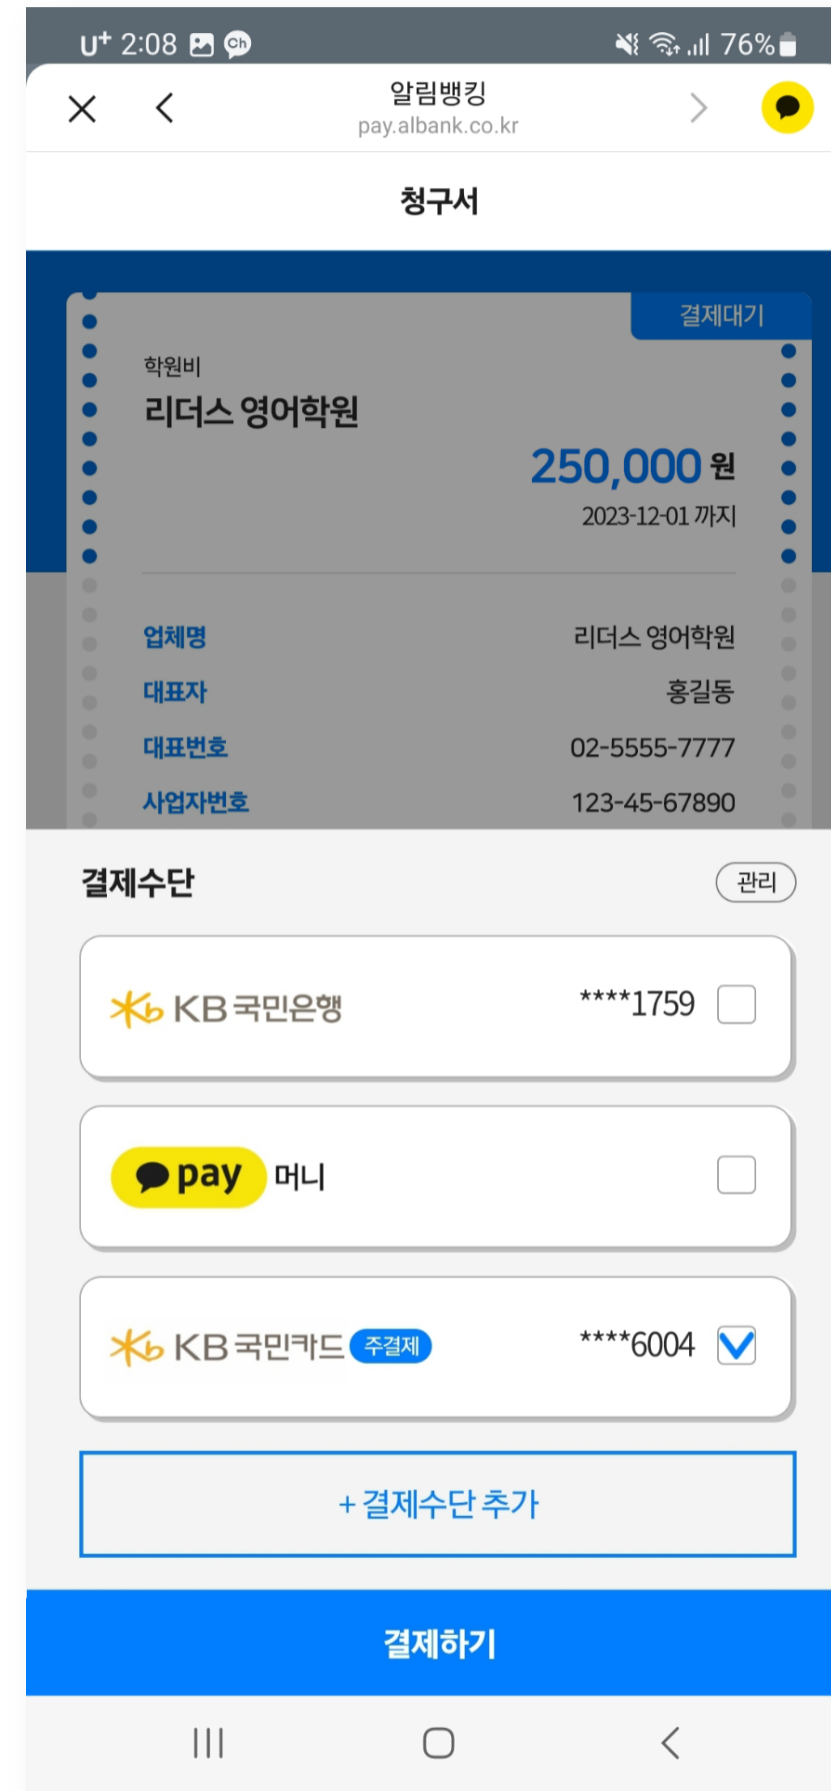 U+ 2:08 Ch 76%
알림뱅킹
pay.albank.co.kr
청구서
결제대기
학원비
리더스 영어학원
250,000 원
2023-12-01 까지
업체명 리더스 영어학원
대표자 홍길동
대표번호 02-5555-7777
사업자번호 123-45-67890
결제수단 관리
KB 국민은행 ****1759
pay 머니
KB 국민카드 주결제 ****6004
+ 결제수단 추가
결제하기